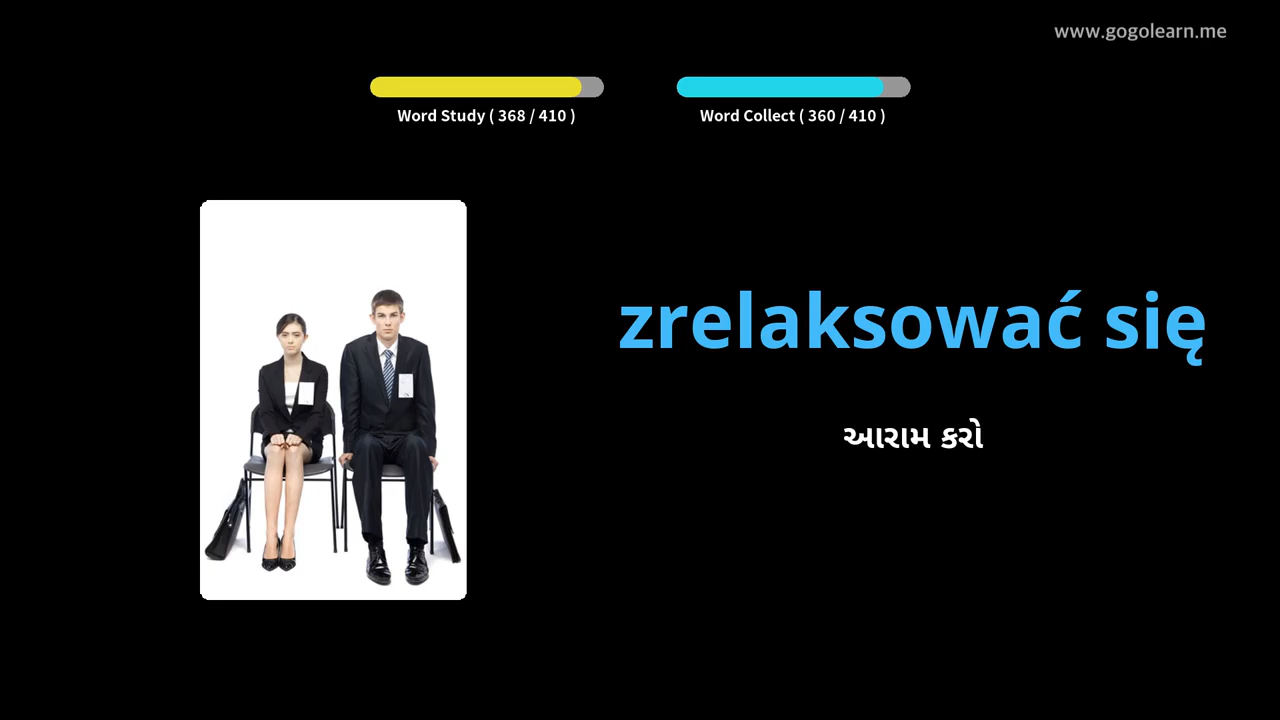 www.gogolearn.me
Word Study ( 368 / 410 )
Word Collect ( 360 / 410 )
zrelaksować się
આરામ કરો